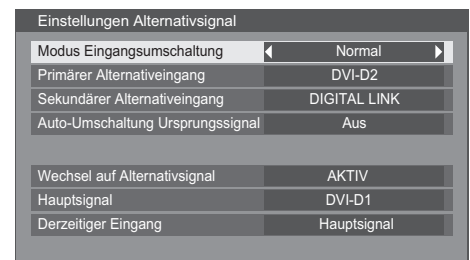 Einstellungen Alternativsignal
Modus Eingangsumschaltung Normal
Primärer Alternativeingang DVI-D2
Sekundärer Alternativeingang DIGITAL LINK
Auto-Umschaltung Ursprungssignal Aus
Wechsel auf Alternativsignal AKTIV
Hauptsignal DVI-D1
Derzeitiger Eingang Hauptsignal